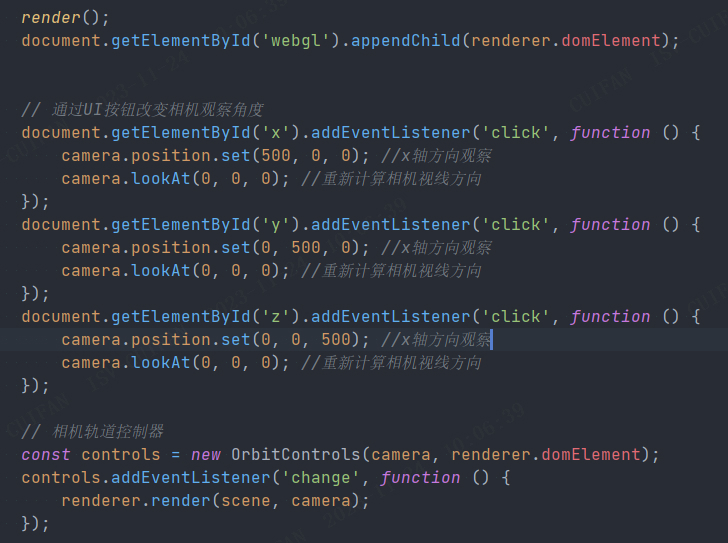 render();
document.getElementById('webgl').appendChild(renderer.domElement);
// 通过UI按钮改变相机观察角度
document.getElementById('x').addEventListener('click', function () {
    camera.position.set(500, 0, 0); //x轴方向观察
    camera.lookAt(0, 0, 0); //重新计算相机视线方向
});
document.getElementById('y').addEventListener('click', function () {
    camera.position.set(0, 500, 0); //x轴方向观察
    camera.lookAt(0, 0, 0); //重新计算相机视线方向
});
document.getElementById('z').addEventListener('click', function () {
    camera.position.set(0, 0, 500); //x轴方向观察
    camera.lookAt(0, 0, 0); //重新计算相机视线方向
});
// 相机轨道控制器
const controls = new OrbitControls(camera, renderer.domElement);
controls.addEventListener('change', function () {
    renderer.render(scene, camera);
});